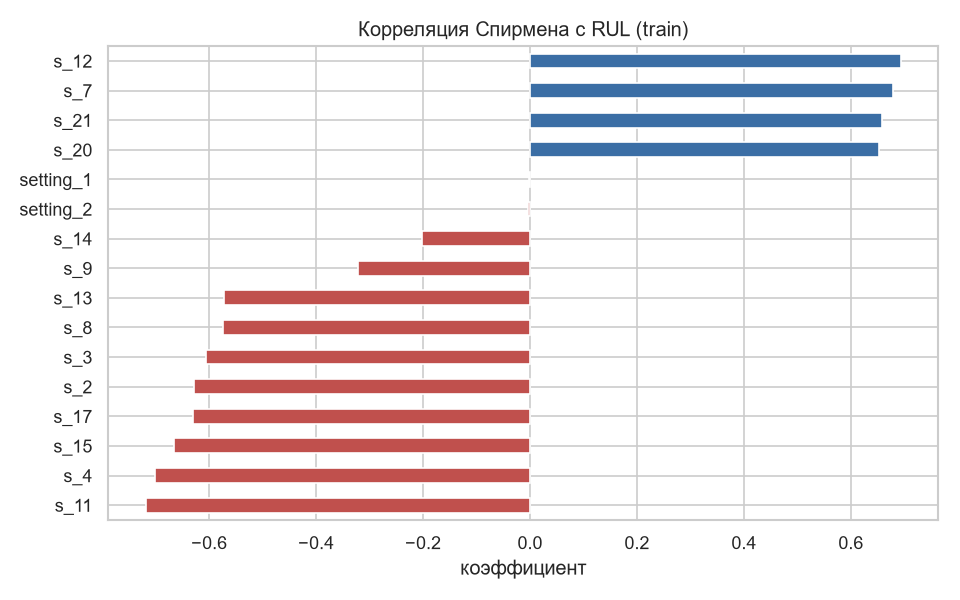 Корреляция Спирмена с RUL (train)
s_12
s_7
s_21
s_20
setting_1
setting_2
s_14
s_9
s_13
s_8
s_3
s_2
s_17
s_15
s_4
s_11
−0.6 −0.4 −0.2 0.0 0.2 0.4 0.6
коэффициент